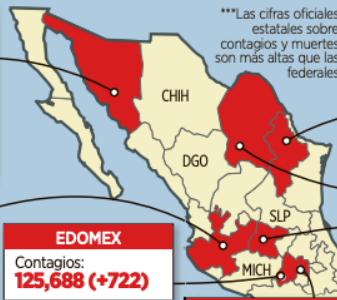 ***Las cifras oficiales
estatales sobre
contagios y muertes
son más altas que las
federales
CHIH
DGO
SLP
MICH
EDOMEX
Contagios:
125,688 (+722)